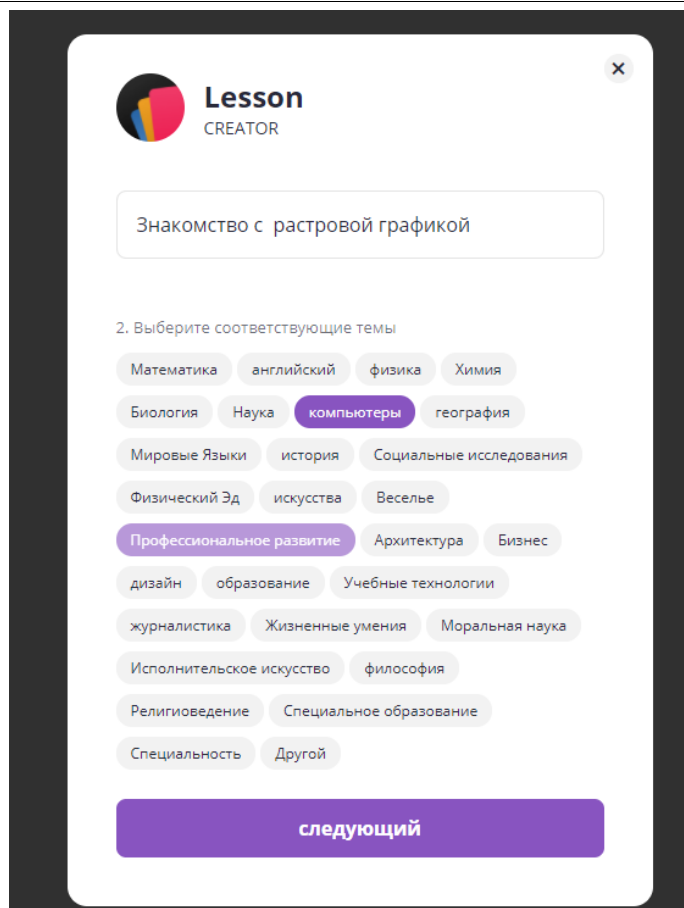 Lesson
CREATOR
Знакомство с растровой графикой
2. Выберите соответствующие темы
Математика английский физика Химия
Биология Наука компьютеры география
Мировые Языки история Социальные исследования
Физический Эд искусства Веселье
Профессиональное развитие Архитектура Бизнес
дизайн образование Учебные технологии
журналистика Жизненные умения Моральная наука
Исполнительское искусство философия
Религиоведение Специальное образование
Специальность Другой
следующий